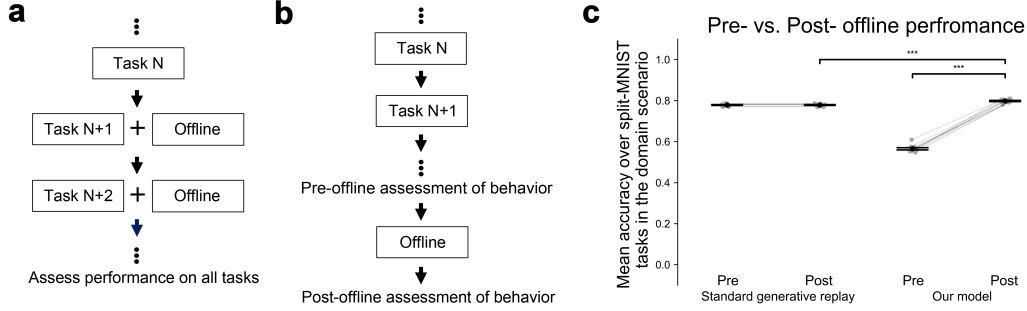 a
Task N
Task N+1 + Offline
Task N+2 + Offline
Assess performance on all tasks
b
Task N
Task N+1
Pre-offline assessment of behavior
Offline
Post-offline assessment of behavior
c
Pre- vs. Post- offline perfromance
Mean accuracy over split-MNIST
tasks in the domain scenario
1.0
0.8
0.6
0.4
0.2
0.0
***
***
Pre Post Pre Post
Standard generative replay Our model